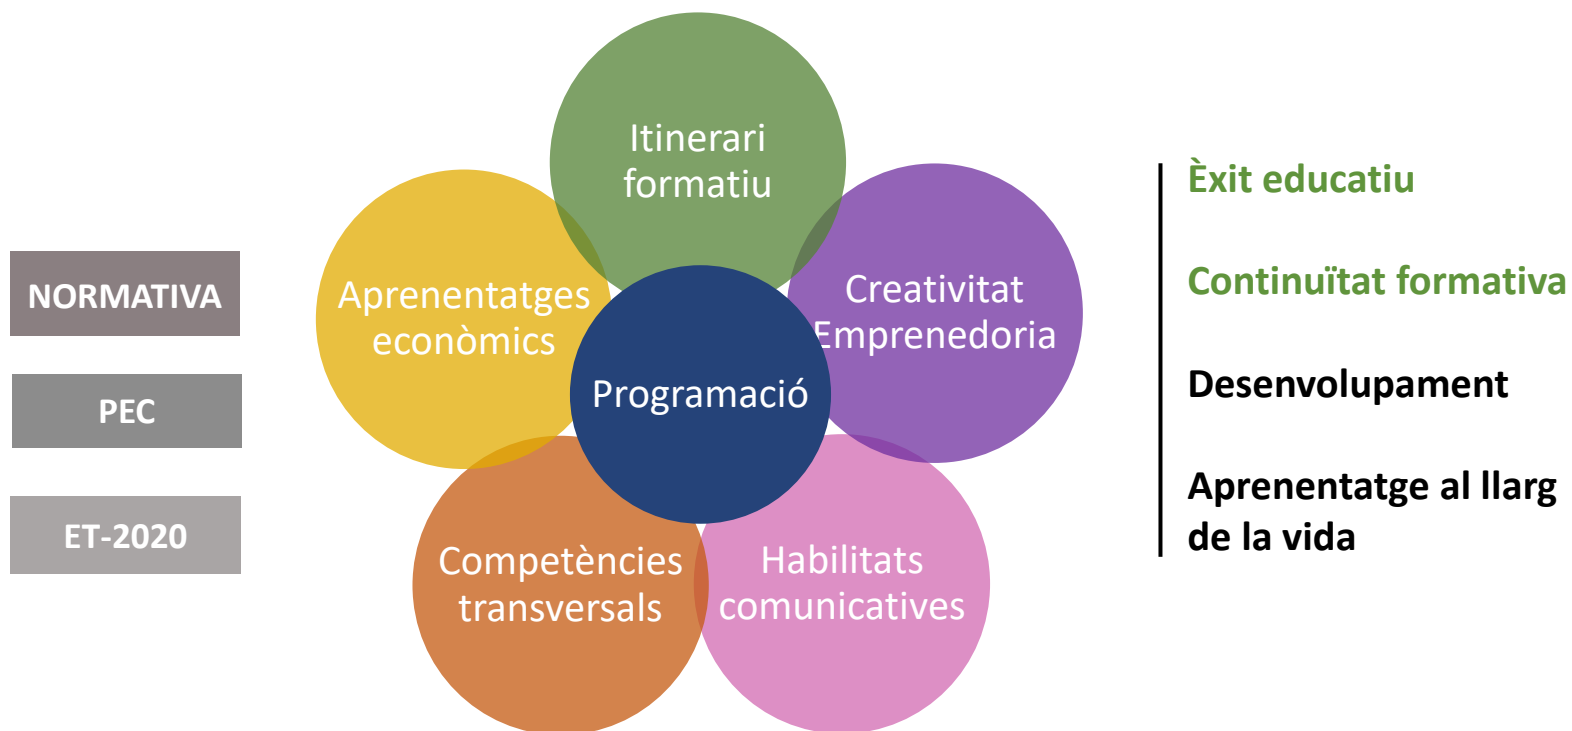 NORMATIVA
PEC
ET-2020
Itinerari
formatiu
Aprenentatges
econòmics
Creativitat
Emprenedoria
Programació
Competències
transversals
Habilitats
comunicatives
Èxit educatiu
Continuïtat formativa
Desenvolupament
Aprenentatge al llarg
de la vida